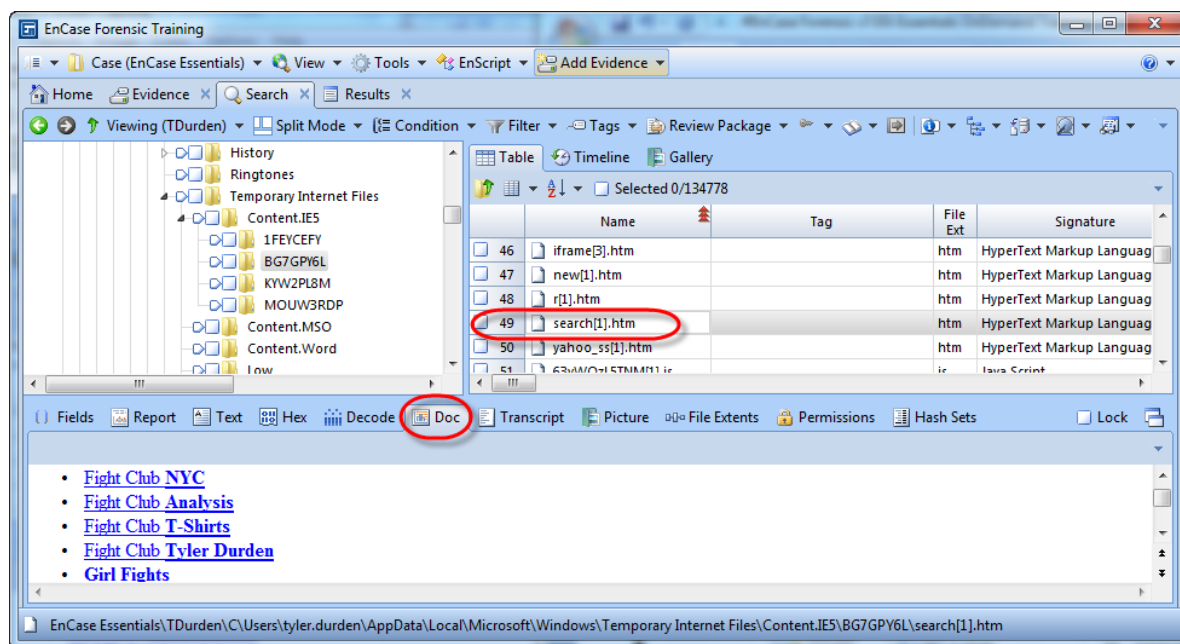 EnCase Forensic Training
Case (EnCase Essentials) View Tools EnScript Add Evidence
Home Evidence Search Results
Viewing (TDurden) Split Mode Condition Filter Tags Review Package
History
Ringtones
Temporary Internet Files
Content.IE5
1FEYCEFY
BG7GPY6L
KYW2PL8M
MOUW3RDP
Content.MSO
Content.Word
Low
Table Timeline Gallery
Selected 0/134778
Name Tag File Ext Signature
46 iframe[3].htm htm HyperText Markup Languag
47 new[1].htm htm HyperText Markup Languag
48 r[1].htm htm HyperText Markup Languag
49 search[1].htm htm HyperText Markup Languag
50 yahoo_ss[1].htm htm HyperText Markup Languag
51 js Java Script
Fields Report Text Hex Decode Doc Transcript Picture File Extents Permissions Hash Sets Lock
• Fight Club NYC
• Fight Club Analysis
• Fight Club T-Shirts
• Fight Club Tyler Durden
• Girl Fights
EnCase Essentials\TDurden\C\Users\tyler.durden\AppData\Local\Microsoft\Windows\Temporary Internet Files\Content.IE5\BG7GPY6L\search[1].htm